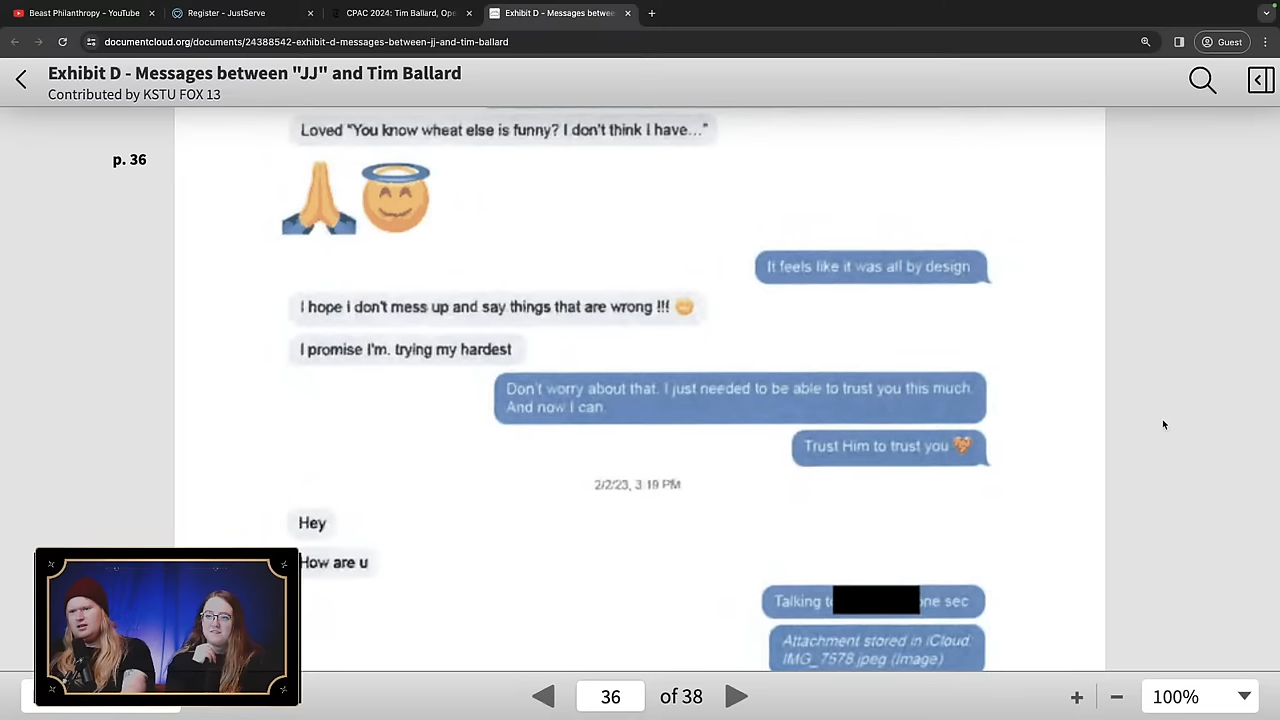 Beast Philanthropy - YouTube
Register - JustServe
CPAC 2024: Tim Ballard, Ope
Exhibit D - Messages betwee
documentcloud.org/documents/24388542-exhibit-d-messages-between-jj-and-tim-ballard
Guest
Exhibit D - Messages between "JJ" and Tim Ballard
Contributed by KSTU FOX 13
p. 36
Loved "You know wheat else is funny? I don't think I have..."
It feels like it was all by design
I hope i don't mess up and say things that are wrong !!!
I promise I'm. trying my hardest
Don't worry about that. I just needed to be able to trust you this much.
And now I can.
Trust Him to trust you
2/2/23, 3:19 PM
Hey
How are u
Talking t one sec
Attachment stored in iCloud:
IMG_7578.jpeg (Image)
36 of 38
100%